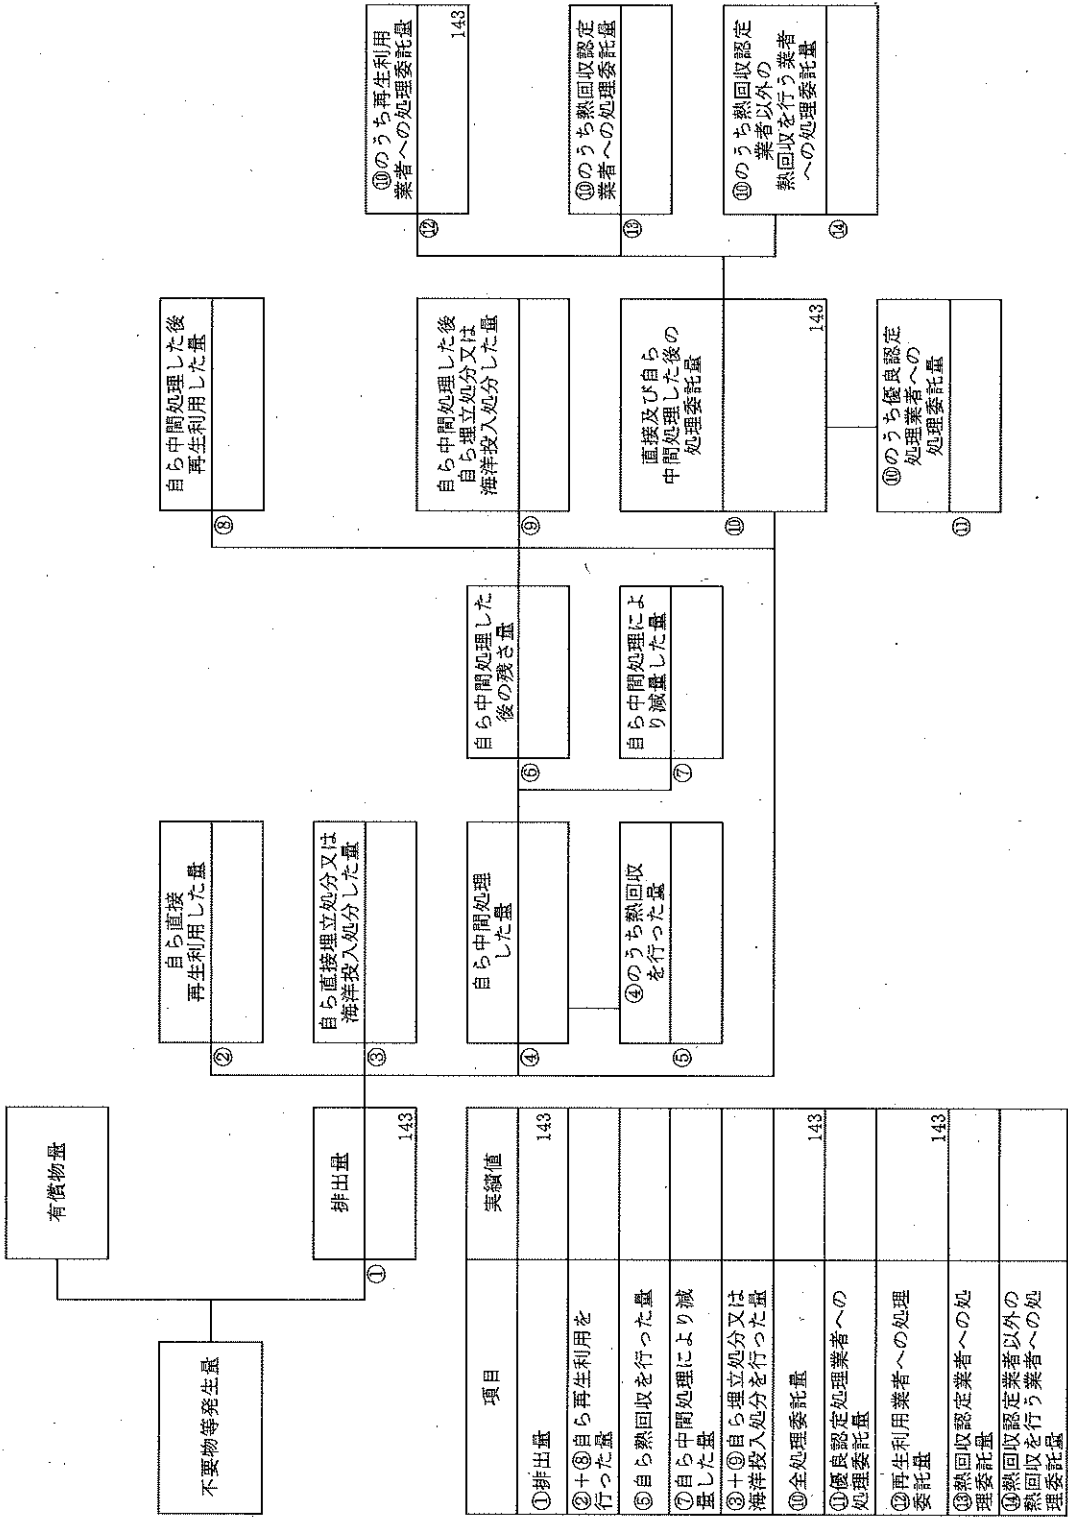 不要物等発生量
有償物量
①
排出量
143
②
自ら直接
再生利用した量
③
自ら直接埋立処分又は
海洋投入処分した量
④
自ら中間処理
した量
⑤
④のうち熱回収
を行った量
⑥
自ら中間処理した
後の残さ量
⑦
自ら中間処理によ
り減量した量
⑧
自ら中間処理した後
再生利用した量
⑨
自ら中間処理した後
自ら埋立処分又は
海洋投入処分した量
⑩
直接及び自ら
中間処理した後の
処理委託量
143
⑪
⑩のうち優良認定
処理業者への
処理委託量
⑫
⑩のうち再生利用
業者への処理委託量
143
⑬
⑩のうち熱回収認定
業者への処理委託量
⑭
⑩のうち熱回収認定
業者以外の
熱回収を行う業者
への処理委託量
項目 実績値
①排出量 143
②+⑧自ら再生利用を
行った量
⑤自ら熱回収を行った量
⑦自ら中間処理により減
量した量
③+⑨自ら埋立処分又は
海洋投入処分を行った量
⑩全処理委託量 143
⑪優良認定処理業者への
処理委託量
⑫再生利用業者への処理
委託量 143
⑬熱回収認定業者への処
理委託量
⑭熱回収認定業者以外の
熱回収を行う業者への処
理委託量